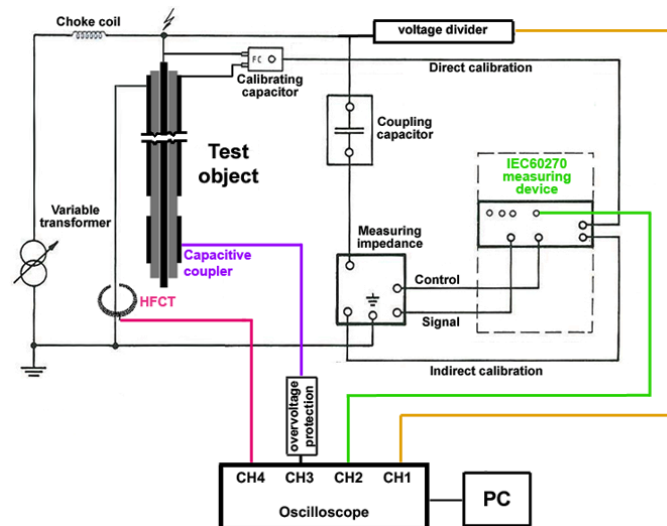 Choke coil
voltage divider
F C
Calibrating
capacitor
Direct calibration
Coupling
capacitor
Test
object
IEC60270
measuring
device
Variable
transformer
Measuring
impedance
Capacitive
coupler
Control
HFCT
Signal
Indirect calibration
overvoltage
protection
CH4
CH3
CH2
CH1
Oscilloscope
PC